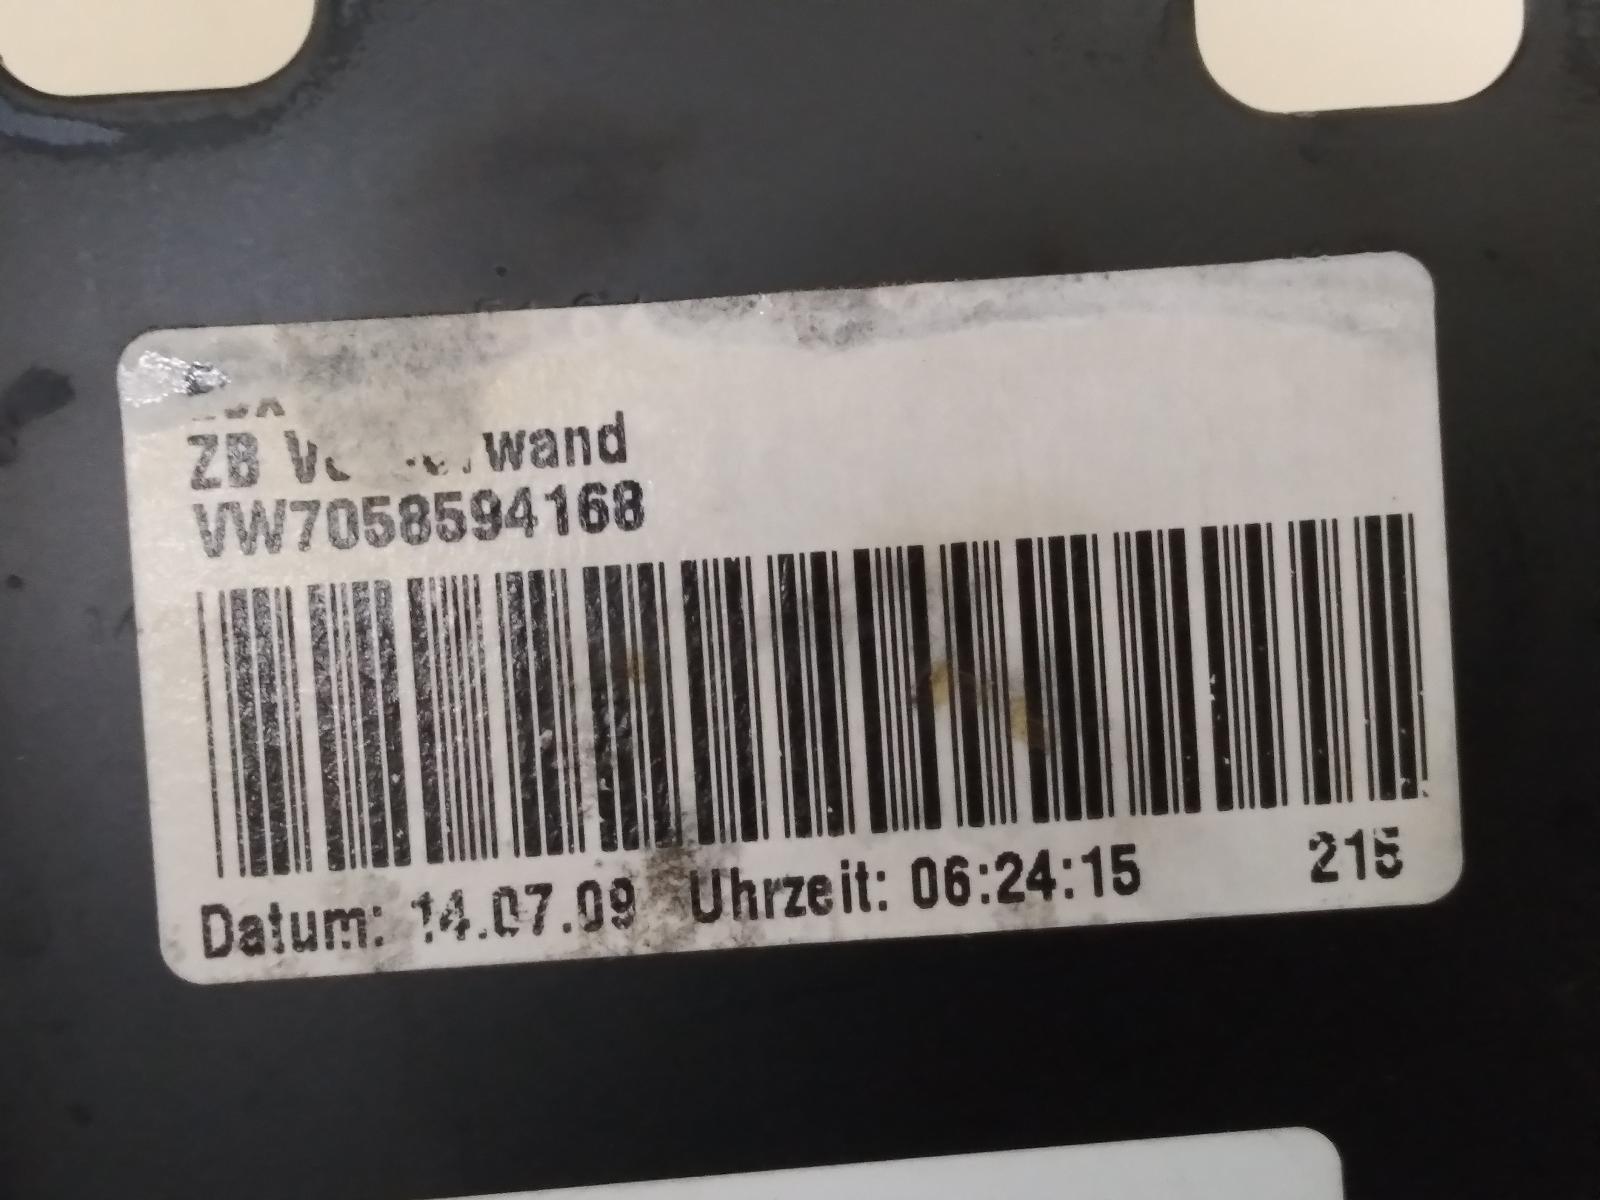 ZB
VW7058594168
Datum: 14.07.09 Uhrzeit: 06:24:15 215